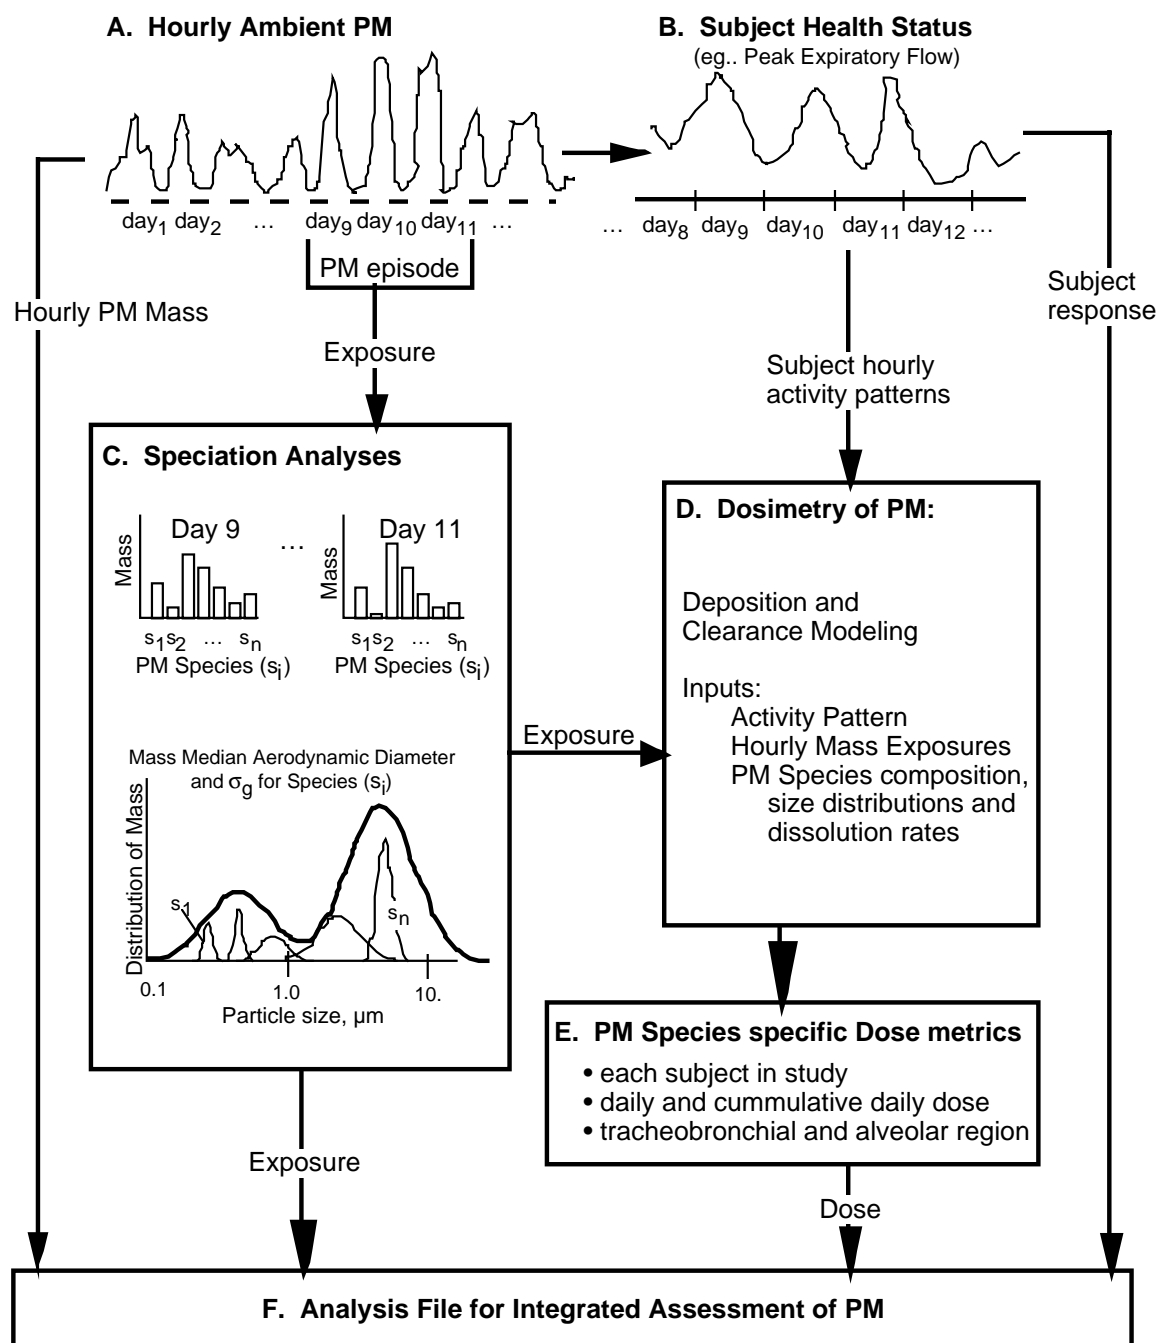 A. Hourly Ambient PM
B. Subject Health Status
(eg.. Peak Expiratory Flow)
day1 day2 ... day9 day10 day11 ...
... day8 day9 day10 day11 day12 ...
PM episode
Hourly PM Mass
Subject
response
Exposure
Subject hourly
activity patterns
C. Speciation Analyses
Mass
Day 9
...
Mass
Day 11
s1 s2 ... sn
PM Species (si)
s1 s2 ... sn
PM Species (si)
Mass Median Aerodynamic Diameter
and σg for Species (si)
Distribution of Mass
s1
sn
0.1 1.0 10.
Particle size, µm
Exposure
D. Dosimetry of PM:
Deposition and
Clearance Modeling
Inputs:
Activity Pattern
Hourly Mass Exposures
PM Species composition,
size distributions and
dissolution rates
E. PM Species specific Dose metrics
• each subject in study
• daily and cummulative daily dose
• tracheobronchial and alveolar region
Exposure
Dose
F. Analysis File for Integrated Assessment of PM